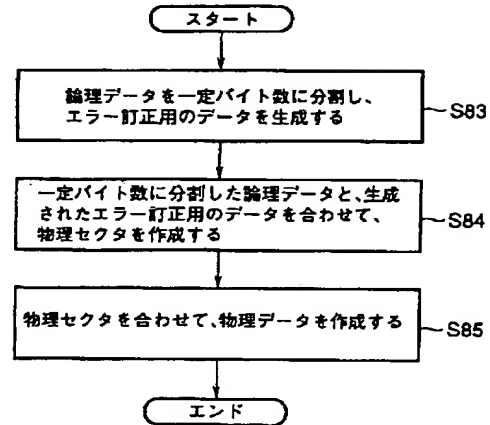 スタート
論理データを一定バイト数に分割し、
エラー訂正用のデータを生成する
S83
一定バイト数に分割した論理データと、生成
されたエラー訂正用のデータを合わせて、
物理セクタを作成する
S84
物理セクタを合わせて、物理データを作成する
S85
エンド